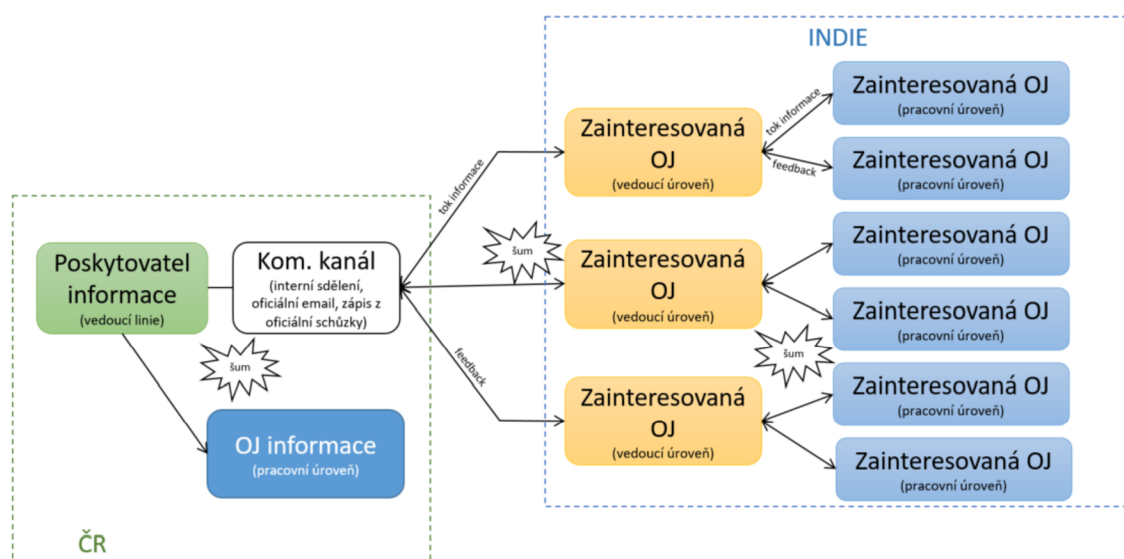 INDIE
Zainteresovaná OJ
(pracovní úroveň)
tok informace
Zainteresovaná
OJ
(vedoucí úroveň)
feedback
Zainteresovaná OJ
(pracovní úroveň)
tok informace
Poskytovatel
informace
(vedoucí linie)
Kom. kanál
(interní sdělení,
oficiální email, zápis z
oficiální schůzky)
šum
Zainteresovaná
OJ
(vedoucí úroveň)
Zainteresovaná OJ
(pracovní úroveň)
Zainteresovaná OJ
(pracovní úroveň)
šum
feedback
šum
Zainteresovaná
OJ
(vedoucí úroveň)
Zainteresovaná OJ
(pracovní úroveň)
Zainteresovaná OJ
(pracovní úroveň)
OJ informace
(pracovní úroveň)
ČR